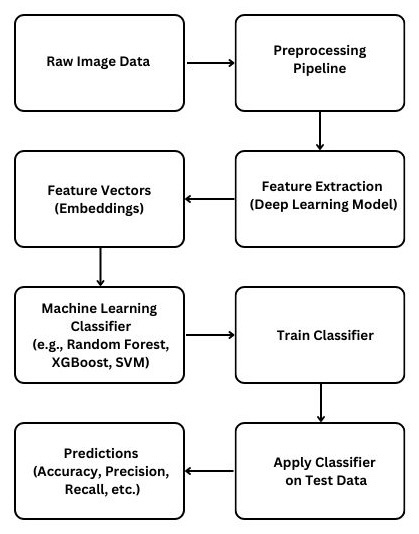 Raw Image Data
Preprocessing
Pipeline
Feature Extraction
(Deep Learning Model)
Feature Vectors
(Embeddings)
Machine Learning
Classifier
(e.g., Random Forest,
XGBoost, SVM)
Train Classifier
Apply Classifier
on Test Data
Predictions
(Accuracy, Precision,
Recall, etc.)